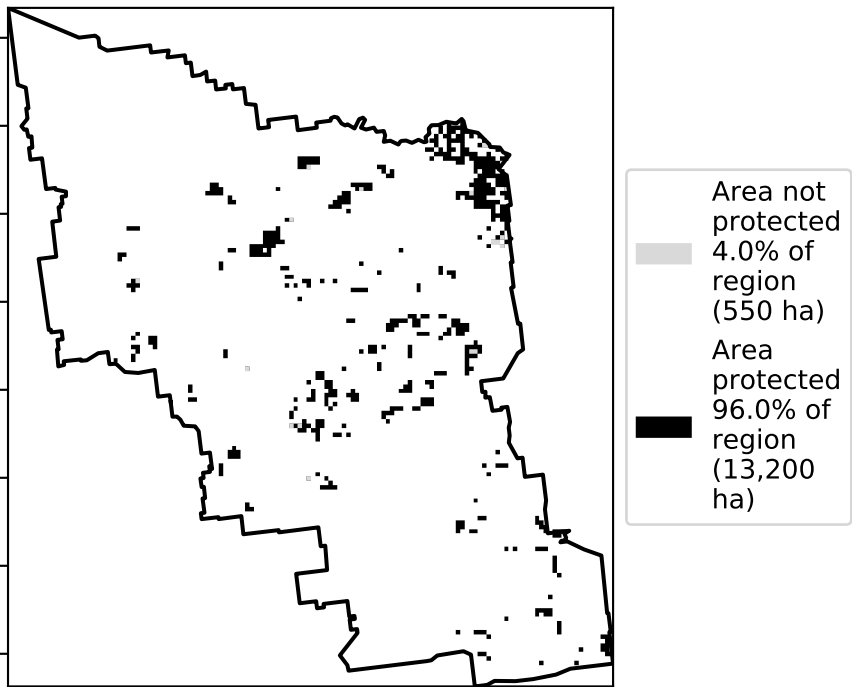 Area not
protected
4.0% of
region
(550 ha)
Area
protected
96.0% of
region
(13,200
ha)